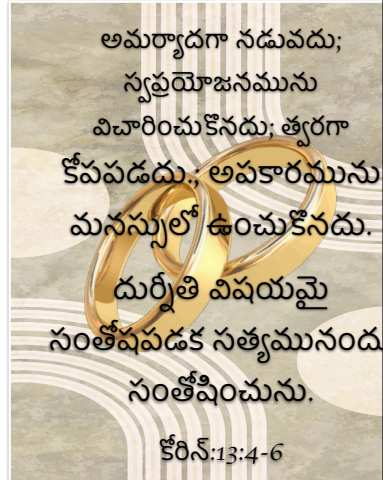 అమర్యాదగా నడువదు;
స్వప్రయోజనమును
విచారించుకొనదు; త్వరగా
కోపపడదు.; అపకారమును
మనస్సులో ఉంచుకొనదు.
దుర్నీతి విషయమై
సంతోషపడక సత్యమునందు
సంతోషించును.
కోరిన్:13:4-6